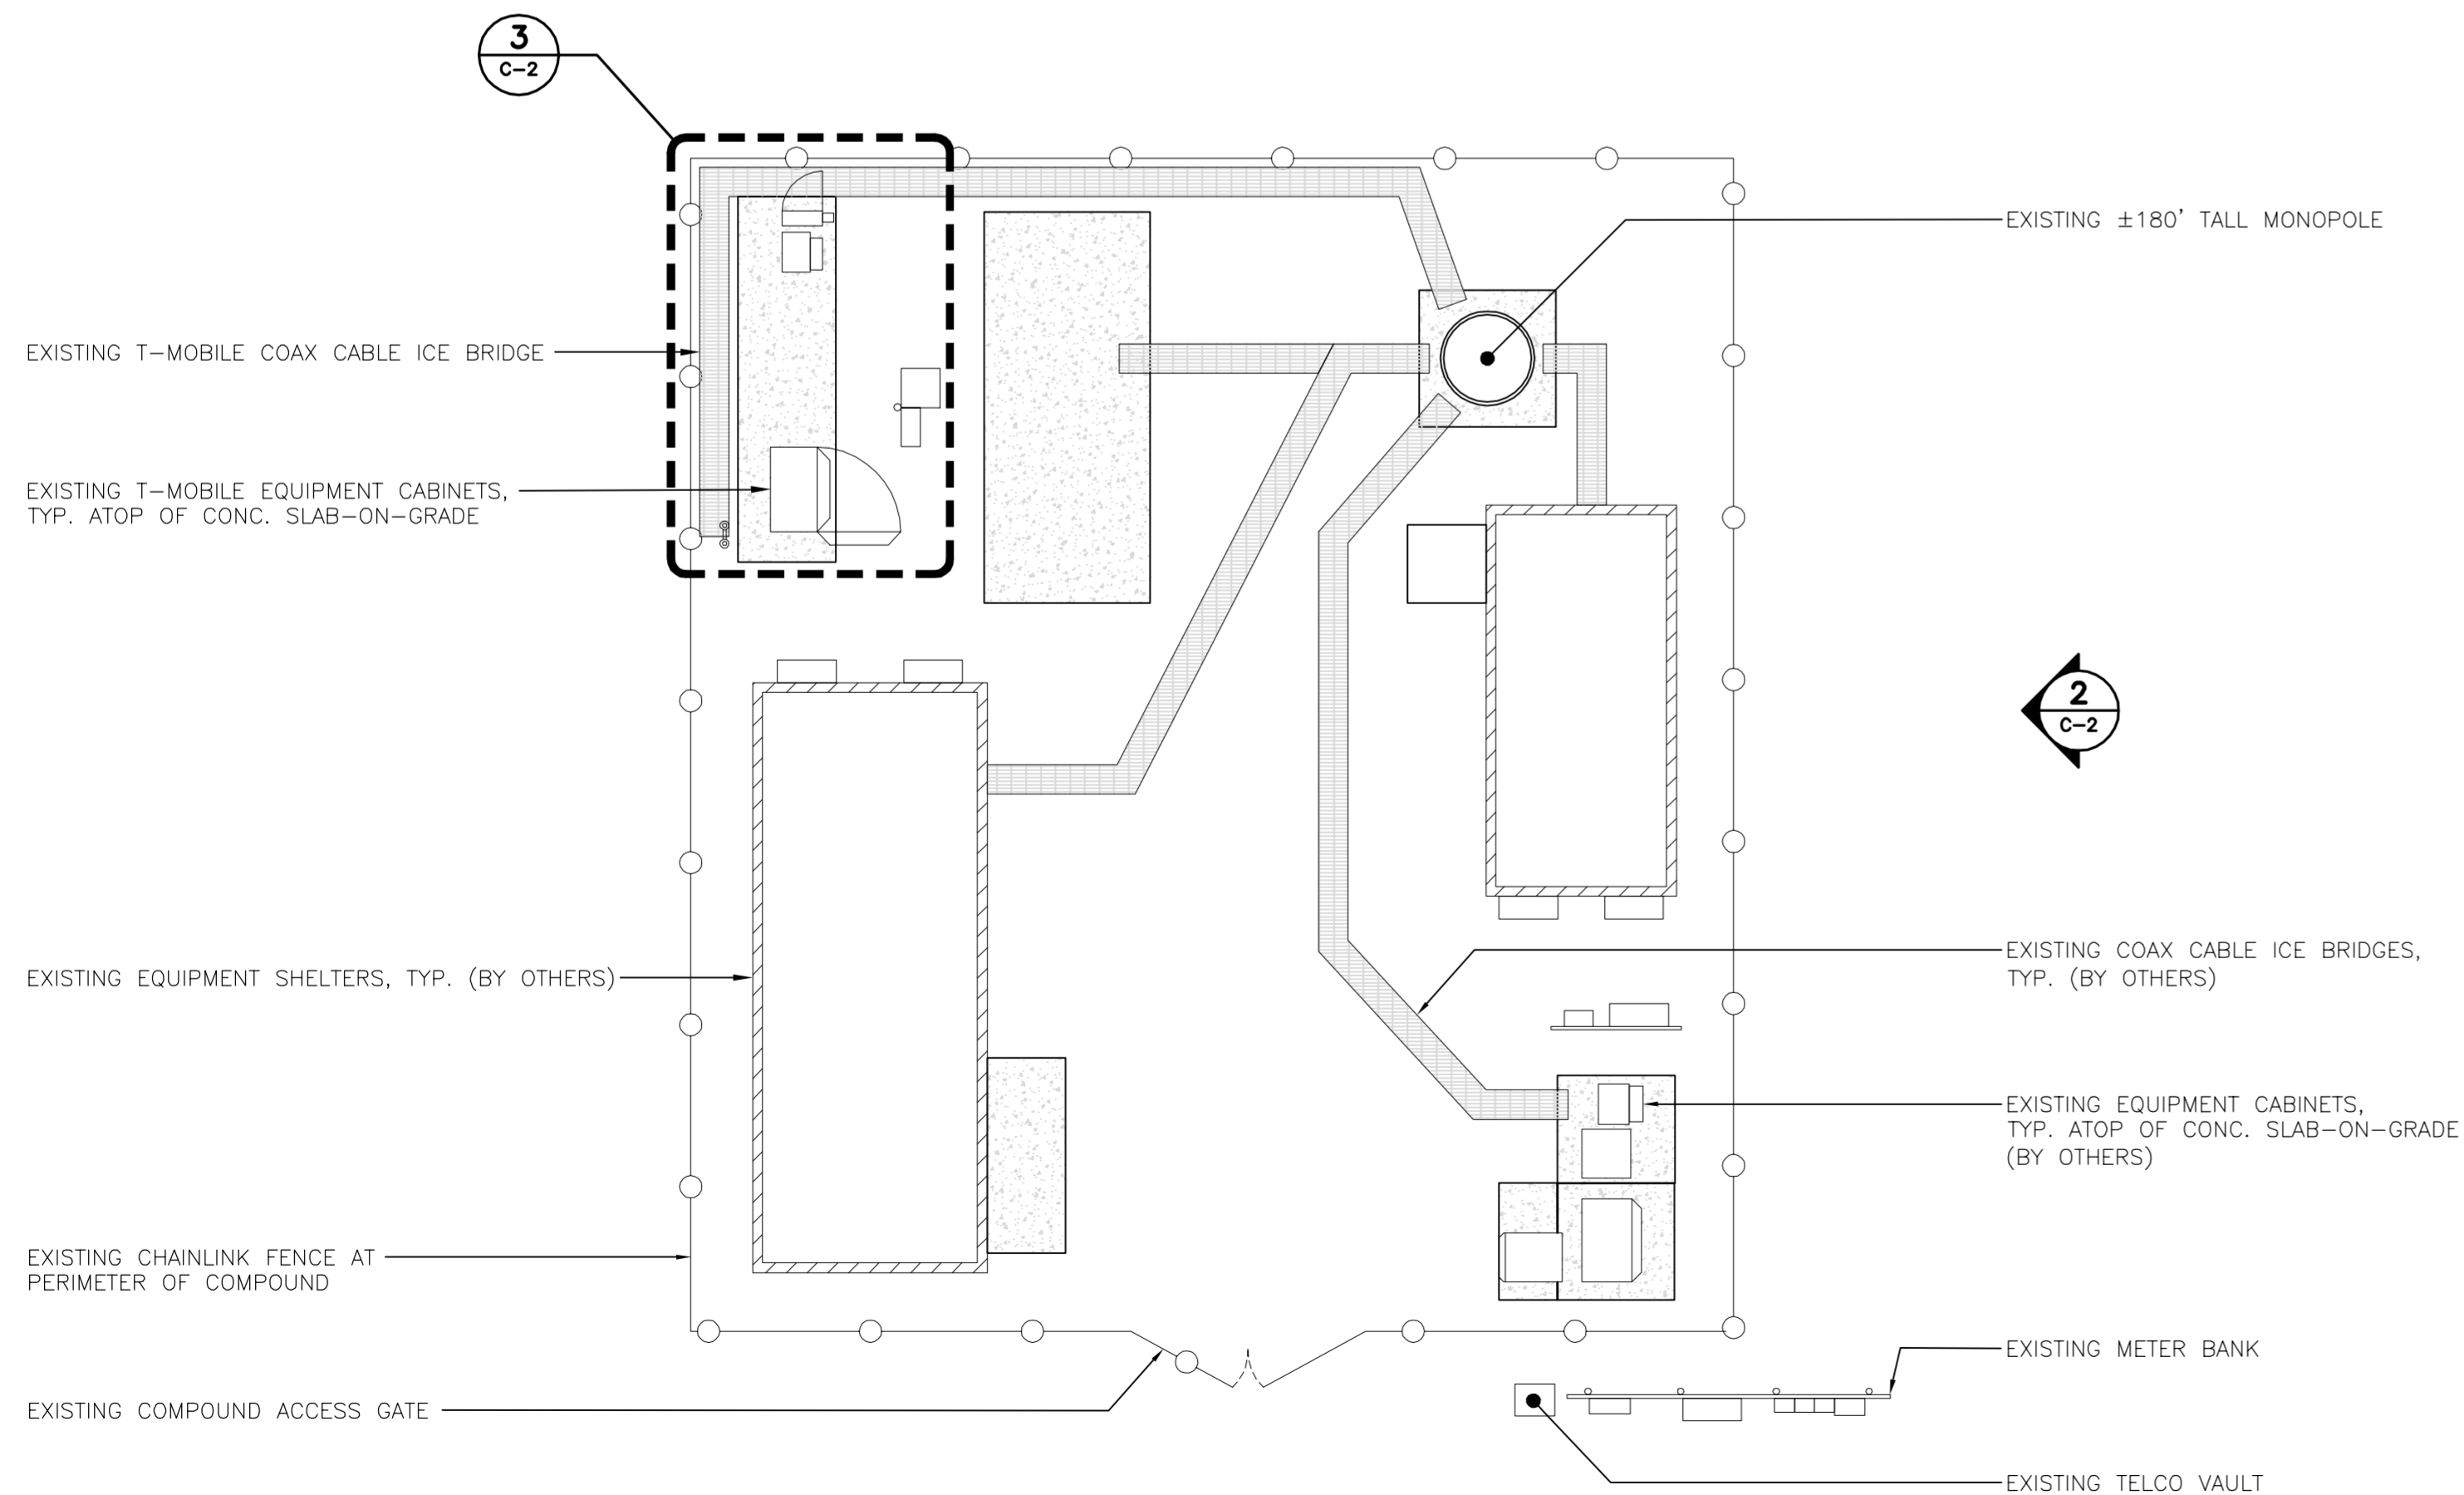 3
C-2
EXISTING ±180' TALL MONOPOLE
EXISTING T-MOBILE COAX CABLE ICE BRIDGE
EXISTING T-MOBILE EQUIPMENT CABINETS,
TYP. ATOP OF CONC. SLAB-ON-GRADE
2
C-2
EXISTING COAX CABLE ICE BRIDGES,
TYP. (BY OTHERS)
EXISTING EQUIPMENT SHELTERS, TYP. (BY OTHERS)
EXISTING EQUIPMENT CABINETS,
TYP. ATOP OF CONC. SLAB-ON-GRADE
(BY OTHERS)
EXISTING CHAINLINK FENCE AT
PERIMETER OF COMPOUND
EXISTING METER BANK
EXISTING COMPOUND ACCESS GATE
EXISTING TELCO VAULT